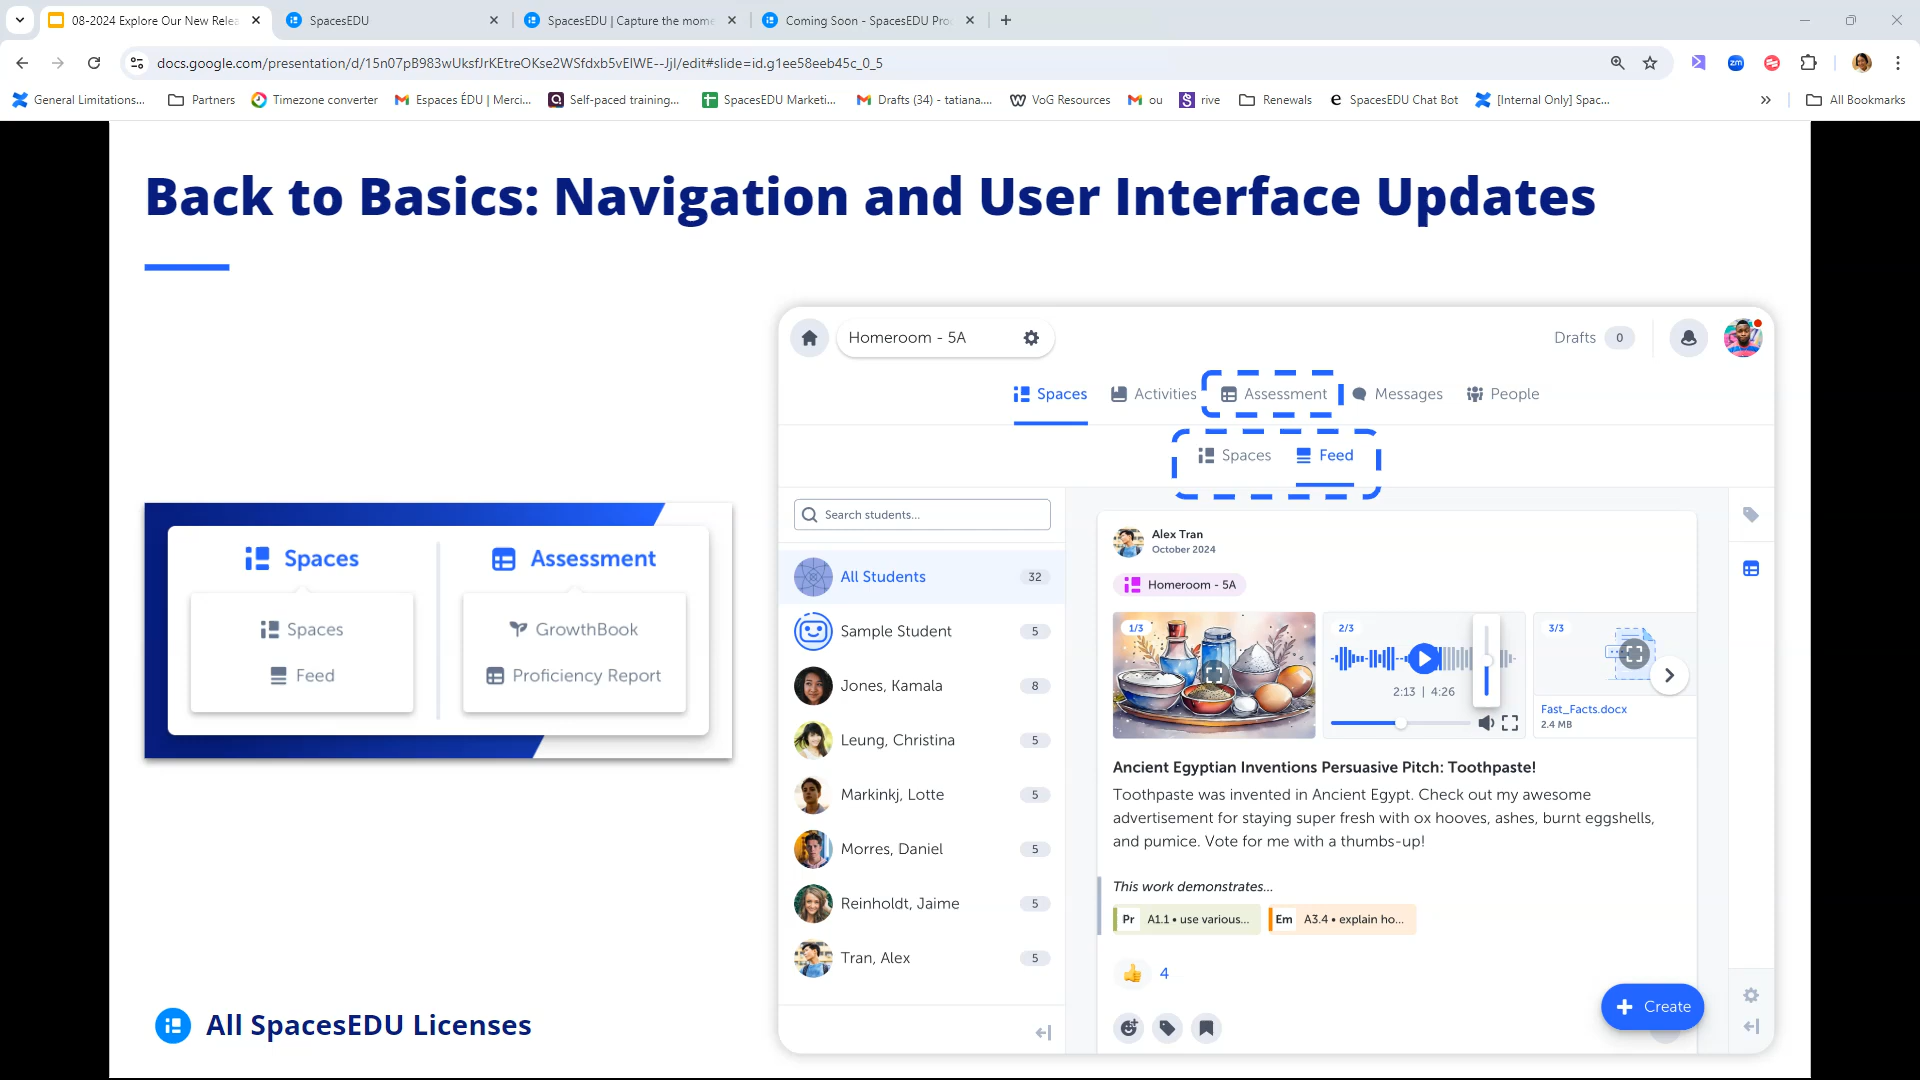 08-2024 Explore Our New Relea
SpacesEDU
SpacesEDU | Capture the mome
Coming Soon - SpacesEDU Pro
docs.google.com/presentation/d/15n07pB983wUksfJrKEtreOKse2WSfdxb5vEIWE--JjI/edit#slide=id.g1ee58eeb45c_0_5
General Limitations...
Partners
Timezone converter
Espaces ÉDU | Merci...
Self-paced training...
SpacesEDU Marketi...
Drafts (34) - tatiana....
VoG Resources
ou
rive
Renewals
SpacesEDU Chat Bot
[Internal Only] Spac...
»
All Bookmarks
Back to Basics: Navigation and User Interface Updates
Spaces
Spaces
Feed
Assessment
GrowthBook
Proficiency Report
All SpacesEDU Licenses
Homeroom - 5A
Drafts 0
Spaces
Activities
Assessment
Messages
People
Spaces
Feed
Search students...
All Students 32
Sample Student 5
Jones, Kamala 8
Leung, Christina 5
Markinkj, Lotte 5
Morres, Daniel 5
Reinholdt, Jaime 5
Tran, Alex 5
Alex Tran
October 2024
Homeroom - 5A
1/3
2/3
2:13 | 4:26
3/3
Fast_Facts.docx
2.4 MB
Ancient Egyptian Inventions Persuasive Pitch: Toothpaste!
Toothpaste was invented in Ancient Egypt. Check out my awesome
advertisement for staying super fresh with ox hooves, ashes, burnt eggshells,
and pumice. Vote for me with a thumbs-up!
This work demonstrates...
Pr A1.1 • use various...
Em A3.4 • explain ho...
4
+ Create